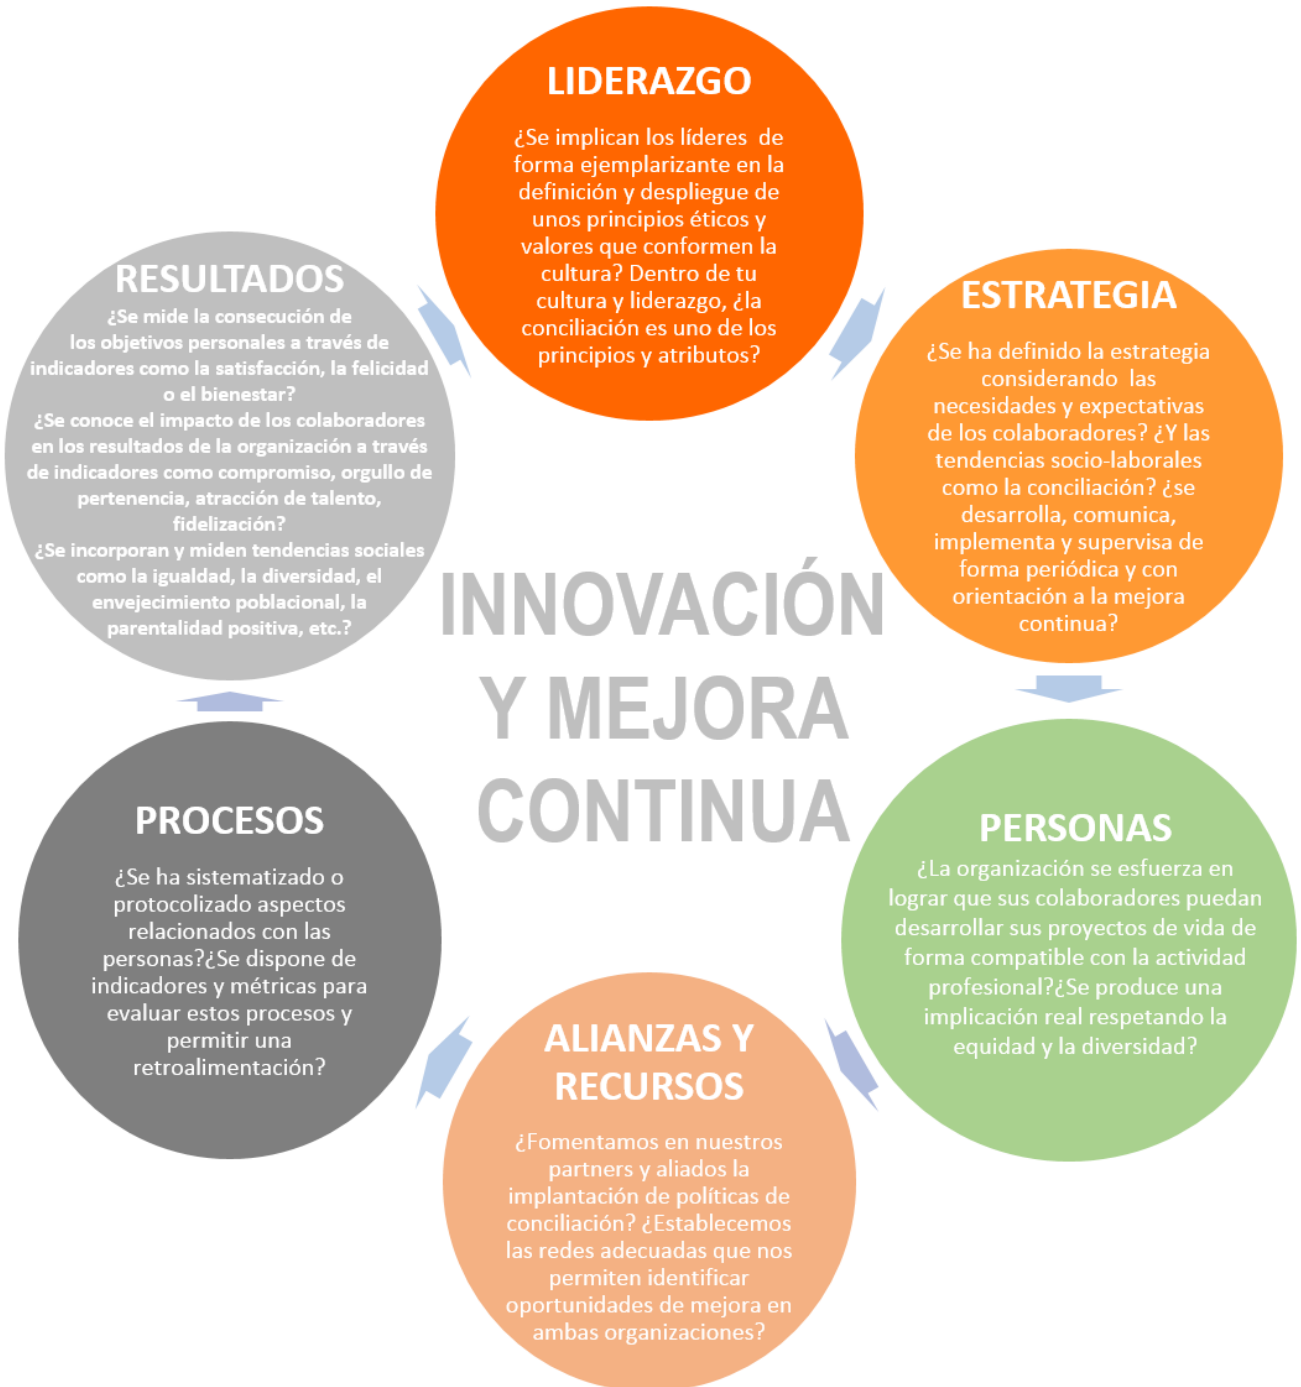 LIDERAZGO
¿Se implican los líderes  de
forma ejemplarizante en la
definición y despliegue de
unos principios éticos y
valores que conformen la
cultura? Dentro de tu
cultura y liderazgo, ¿la
conciliación es uno de los
principios y atributos?
ESTRATEGIA
¿Se ha definido la estrategia
considerando  las
necesidades y expectativas
de los colaboradores? ¿Y las
tendencias socio-laborales
como la conciliación? ¿se
desarrolla, comunica,
implementa y supervisa de
forma periódica y con
orientación a la mejora
continua?
PERSONAS
¿La organización se esfuerza en
lograr que sus colaboradores puedan
desarrollar sus proyectos de vida de
forma compatible con la actividad
profesional?¿Se produce una
implicación real respetando la
equidad y la diversidad?
ALIANZAS Y
RECURSOS
¿Fomentamos en nuestros
partners y aliados la
implantación de políticas de
conciliación? ¿Establecemos
las redes adecuadas que nos
permiten identificar
oportunidades de mejora en
ambas organizaciones?
PROCESOS
¿Se ha sistematizado o
protocolizado aspectos
relacionados con las
personas?¿Se dispone de
indicadores y métricas para
evaluar estos procesos y
permitir una
retroalimentación?
RESULTADOS
¿Se mide la consecución de
los objetivos personales a través de
indicadores como la satisfacción, la felicidad
o el bienestar?
¿Se conoce el impacto de los colaboradores
en los resultados de la organización a través
de indicadores como compromiso, orgullo de
pertenencia, atracción de talento,
fidelización?
¿Se incorporan y miden tendencias sociales
como la igualdad, la diversidad, el
envejecimiento poblacional, la
parentalidad positiva, etc.?
INNOVACIÓN
Y MEJORA
CONTINUA